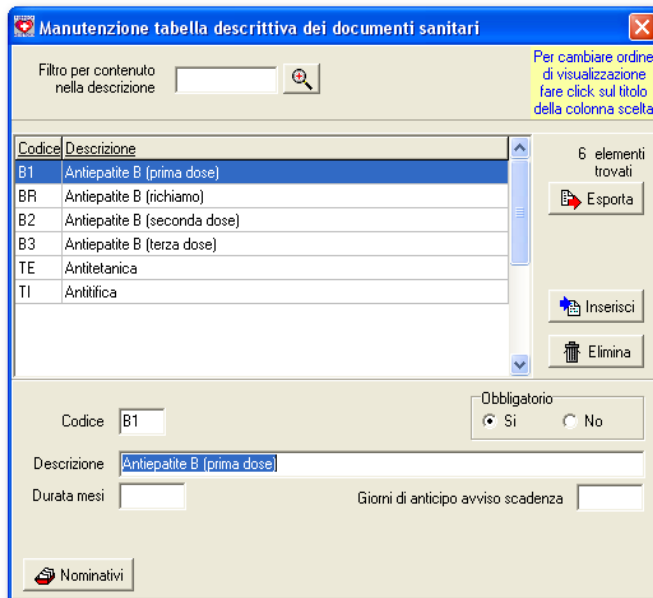 Manutenzione tabella descrittiva dei documenti sanitari
Filtro per contenuto
nella descrizione
Per cambiare ordine
di visualizzazione
fare click sul titolo
della colonna scelta
Codice Descrizione
B1 Antiepatite B (prima dose)
BR Antiepatite B (richiamo)
B2 Antiepatite B (seconda dose)
B3 Antiepatite B (terza dose)
TE Antitetanica
TI Antitifica
6 elementi
trovati
Esporta
Inserisci
Elimina
Codice B1
Obbligatorio
Si No
Descrizione Antiepatite B (prima dose)
Durata mesi Giorni di anticipo avviso scadenza
Nominativi